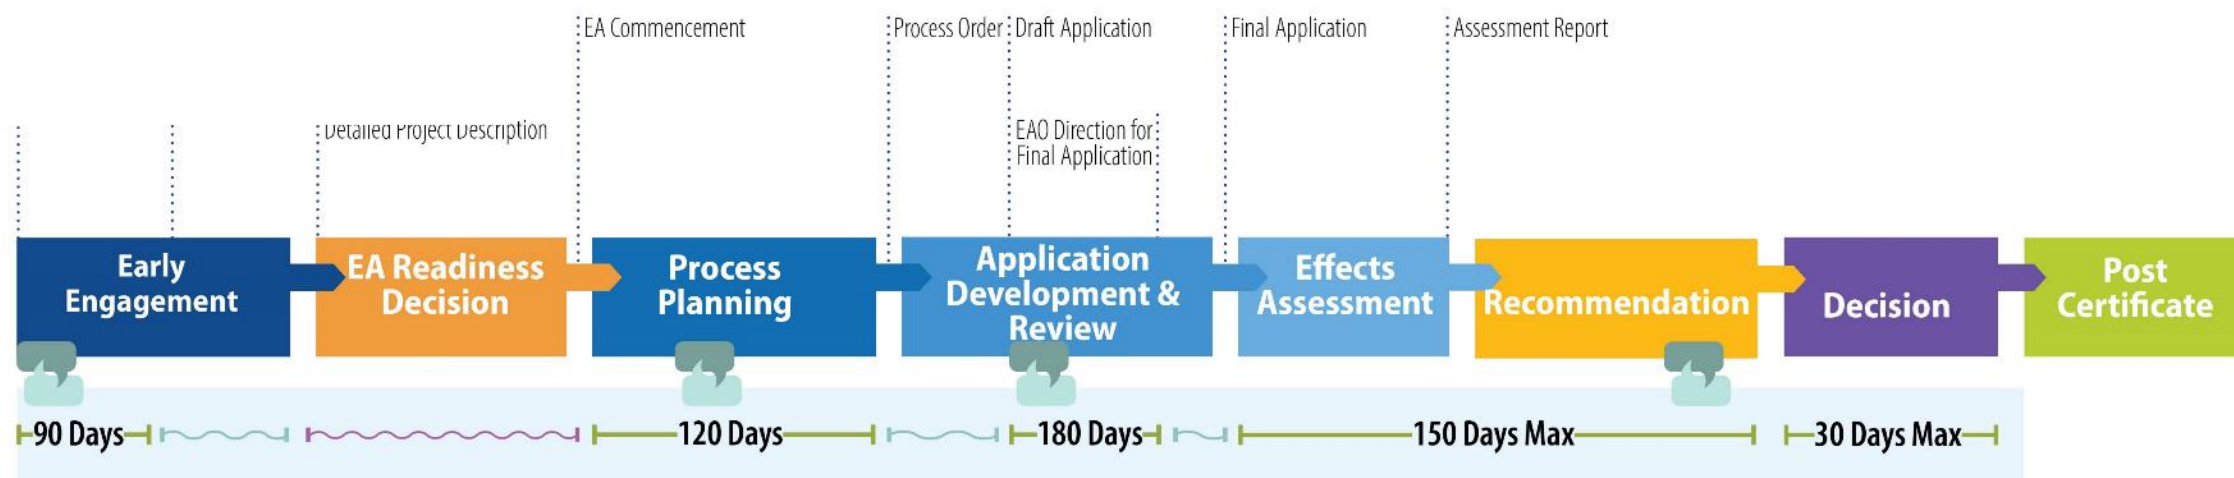 EA Commencement
Process Order
Draft Application
Final Application
Assessment Report
Detailed Project Description
EAO Direction for
Final Application
Early
Engagement
EA Readiness
Decision
Process
Planning
Application
Development &
Review
Effects
Assessment
Recommendation
Decision
Post
Certificate
90 Days
120 Days
180 Days
150 Days Max
30 Days Max